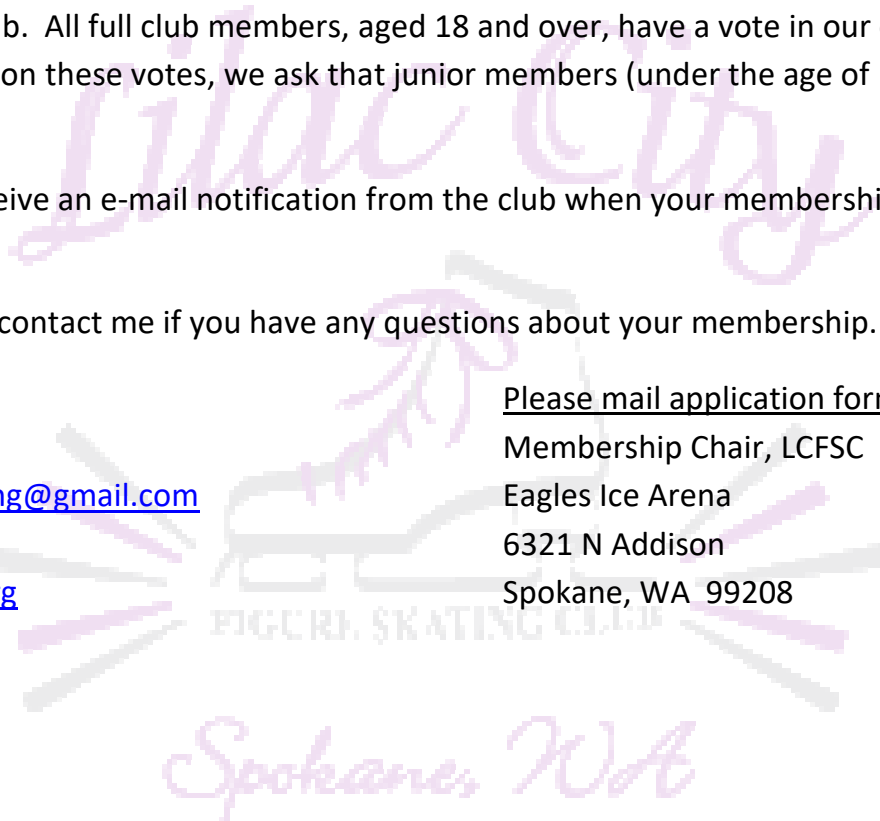 Lilac City
b. All full club members, aged 18 and over, have a vote in our
on these votes, we ask that junior members (under the age of
eive an e-mail notification from the club when your membershi
contact me if you have any questions about your membership.
Please mail application for
Membership Chair, LCFSC
ng@gmail.com
Eagles Ice Arena
6321 N Addison
g
Spokane, WA 99208
FIGURE SKATING CLUB
Spokane, WA